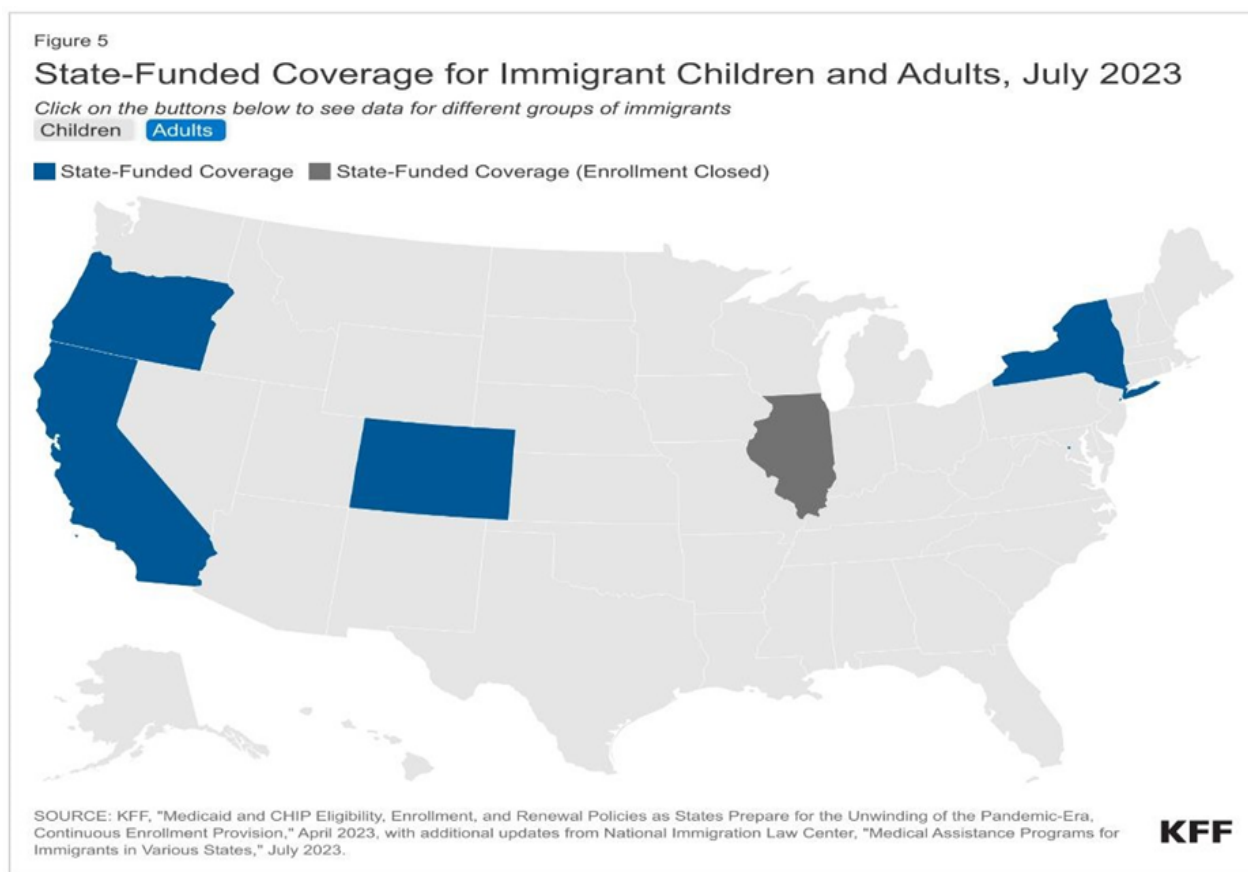 Figure 5
State-Funded Coverage for Immigrant Children and Adults, July 2023
Click on the buttons below to see data for different groups of immigrants
Children Adults
State-Funded Coverage State-Funded Coverage (Enrollment Closed)
SOURCE: KFF, "Medicaid and CHIP Eligibility, Enrollment, and Renewal Policies as States Prepare for the Unwinding of the Pandemic-Era,
Continuous Enrollment Provision," April 2023, with additional updates from National Immigration Law Center, "Medical Assistance Programs for
Immigrants in Various States," July 2023.
KFF